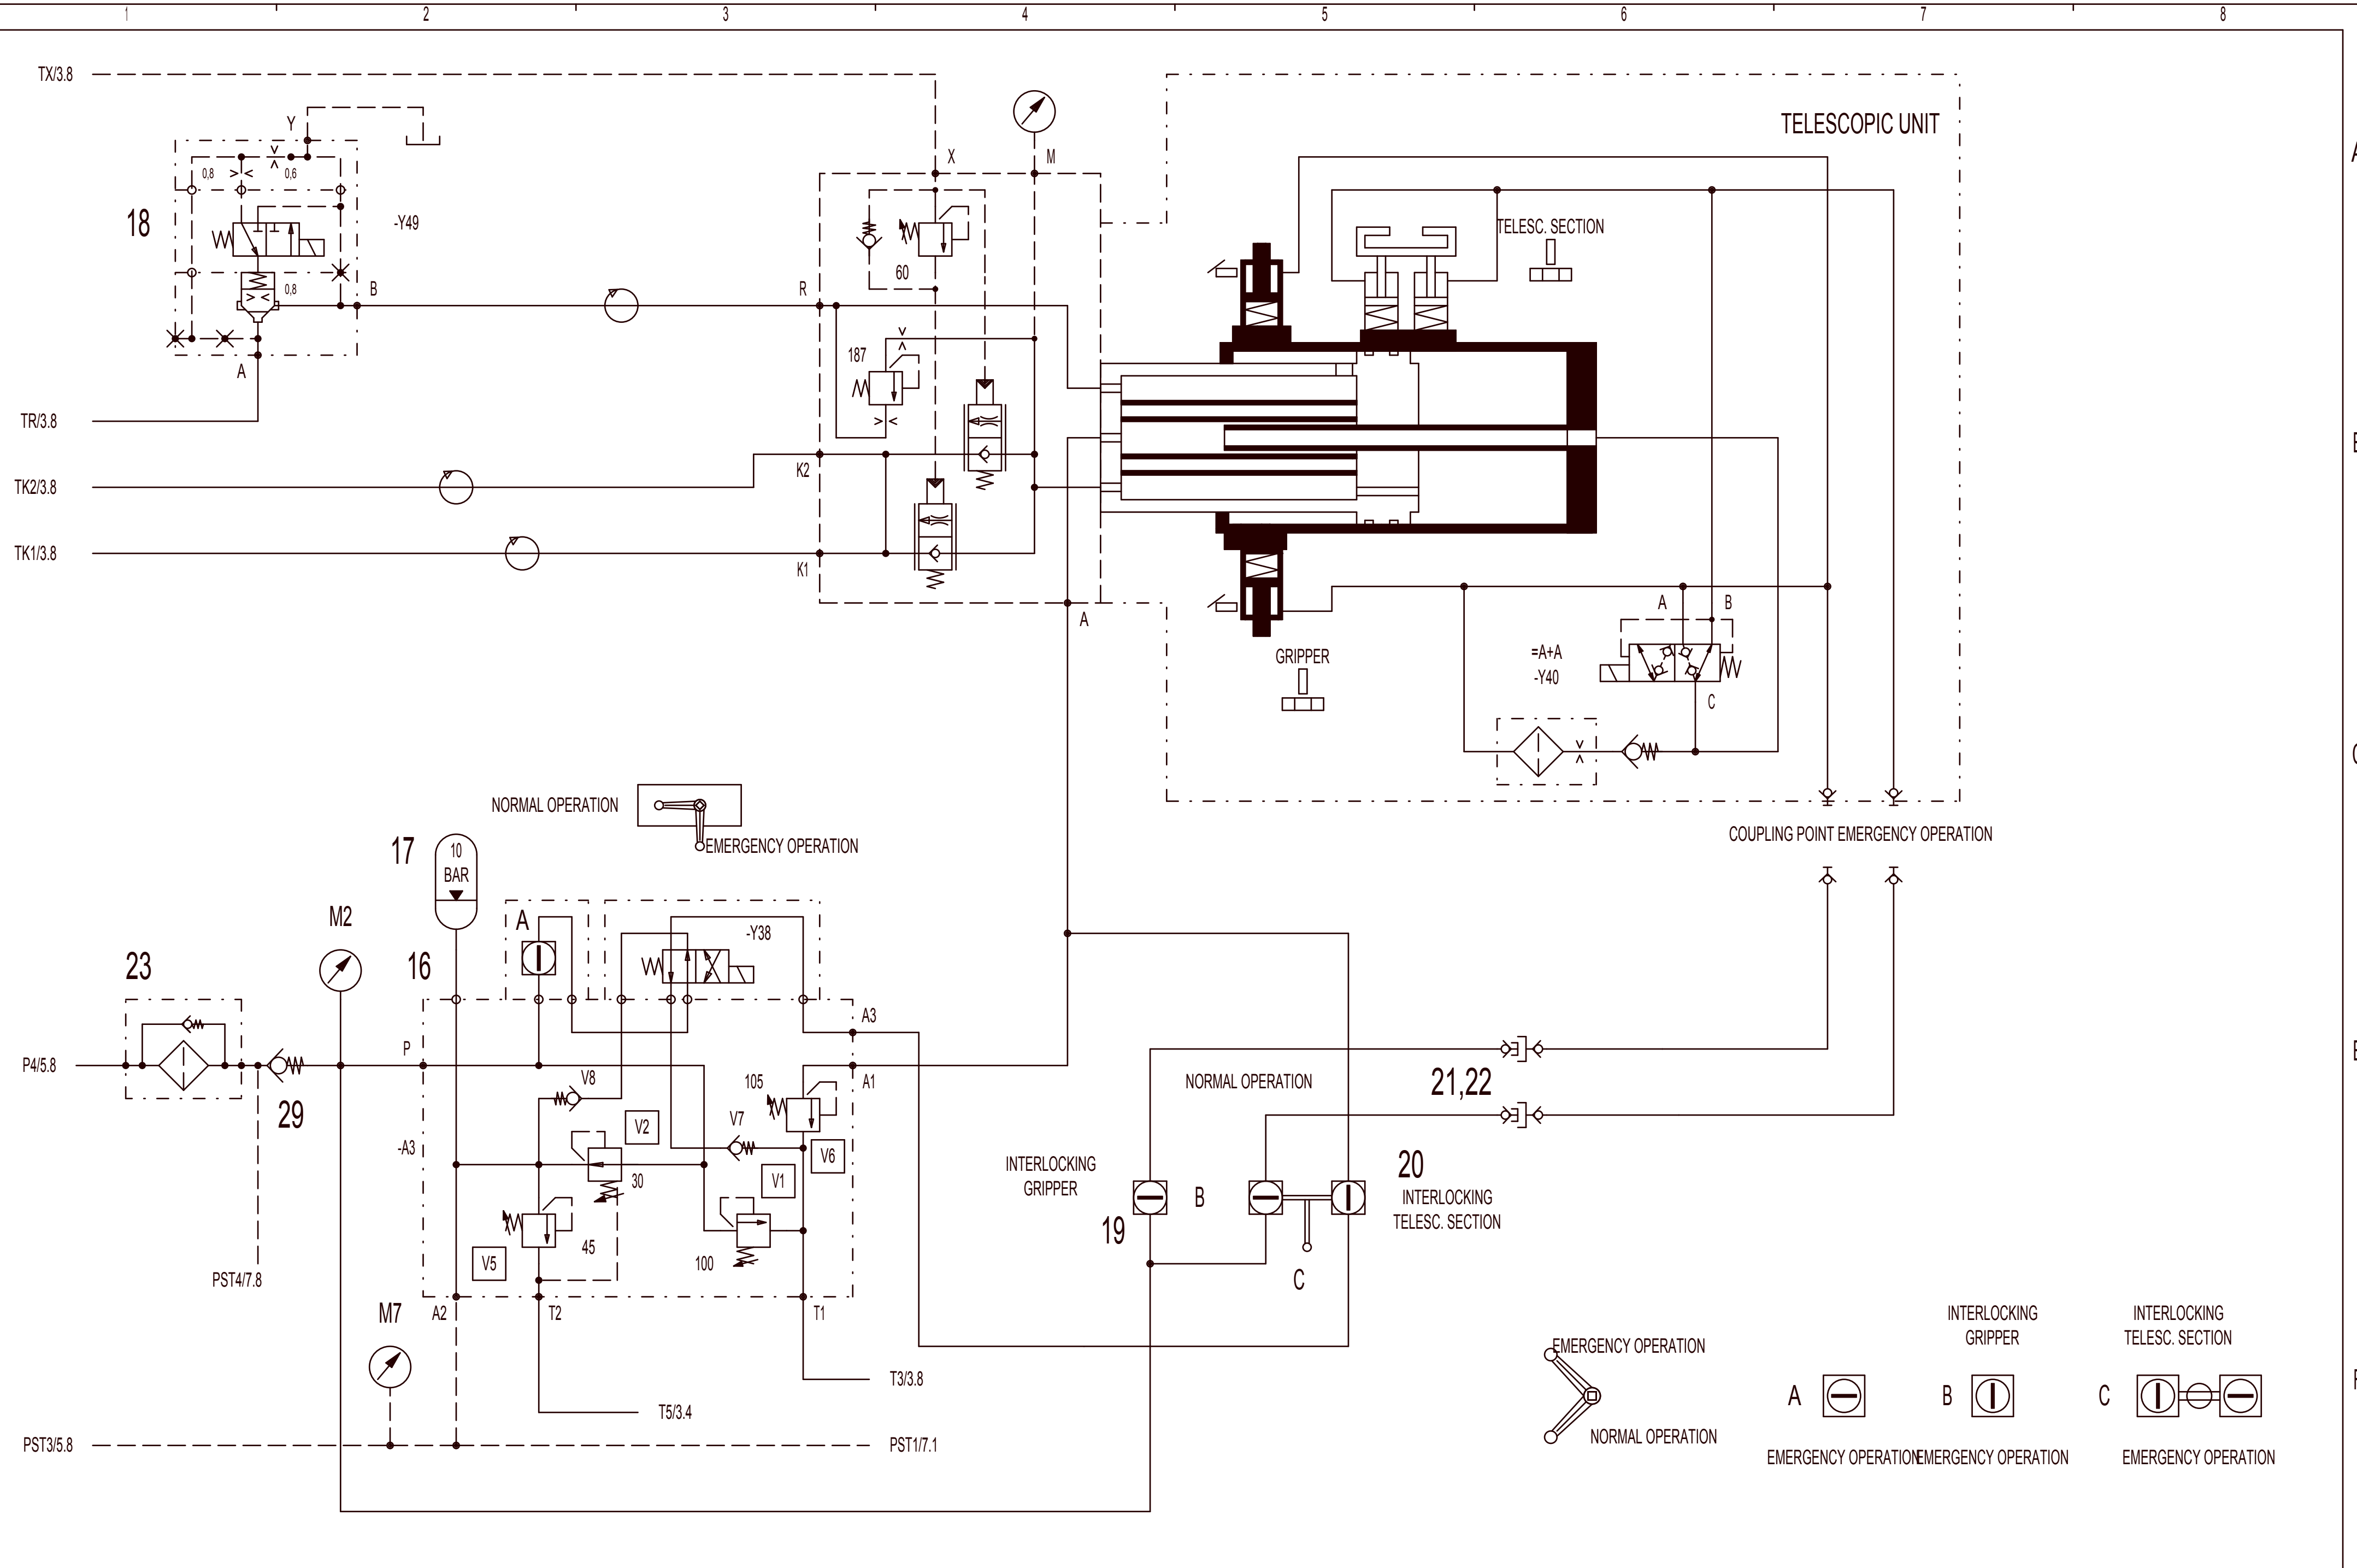 1 2 3 4 5 6 7 8
TX/3.8
TELESCOPIC UNIT
Y
X
M
0,8
0,6
18
-Y49
TELESC. SECTION
60
R
B
0,8
187
A
TR/3.8
K2
TK2/3.8
TK1/3.8
K1
A
A
B
GRIPPER
=A+A
-Y40
C
NORMAL OPERATION
EMERGENCY OPERATION
COUPLING POINT EMERGENCY OPERATION
17
10
BAR
M2
A
-Y38
23
16
A3
P
P4/5.8
V8
105
A1
NORMAL OPERATION
21,22
29
V2
V7
-A3
V6
INTERLOCKING
GRIPPER
20
V1
30
B
INTERLOCKING
TELESC. SECTION
19
45
100
V5
PST4/7.8
C
M7
A2
T2
T1
INTERLOCKING
GRIPPER
INTERLOCKING
TELESC. SECTION
EMERGENCY OPERATION
T3/3.8
A
B
C
T5/3.4
NORMAL OPERATION
PST3/5.8
PST1/7.1
EMERGENCY OPERATION
EMERGENCY OPERATION
EMERGENCY OPERATION